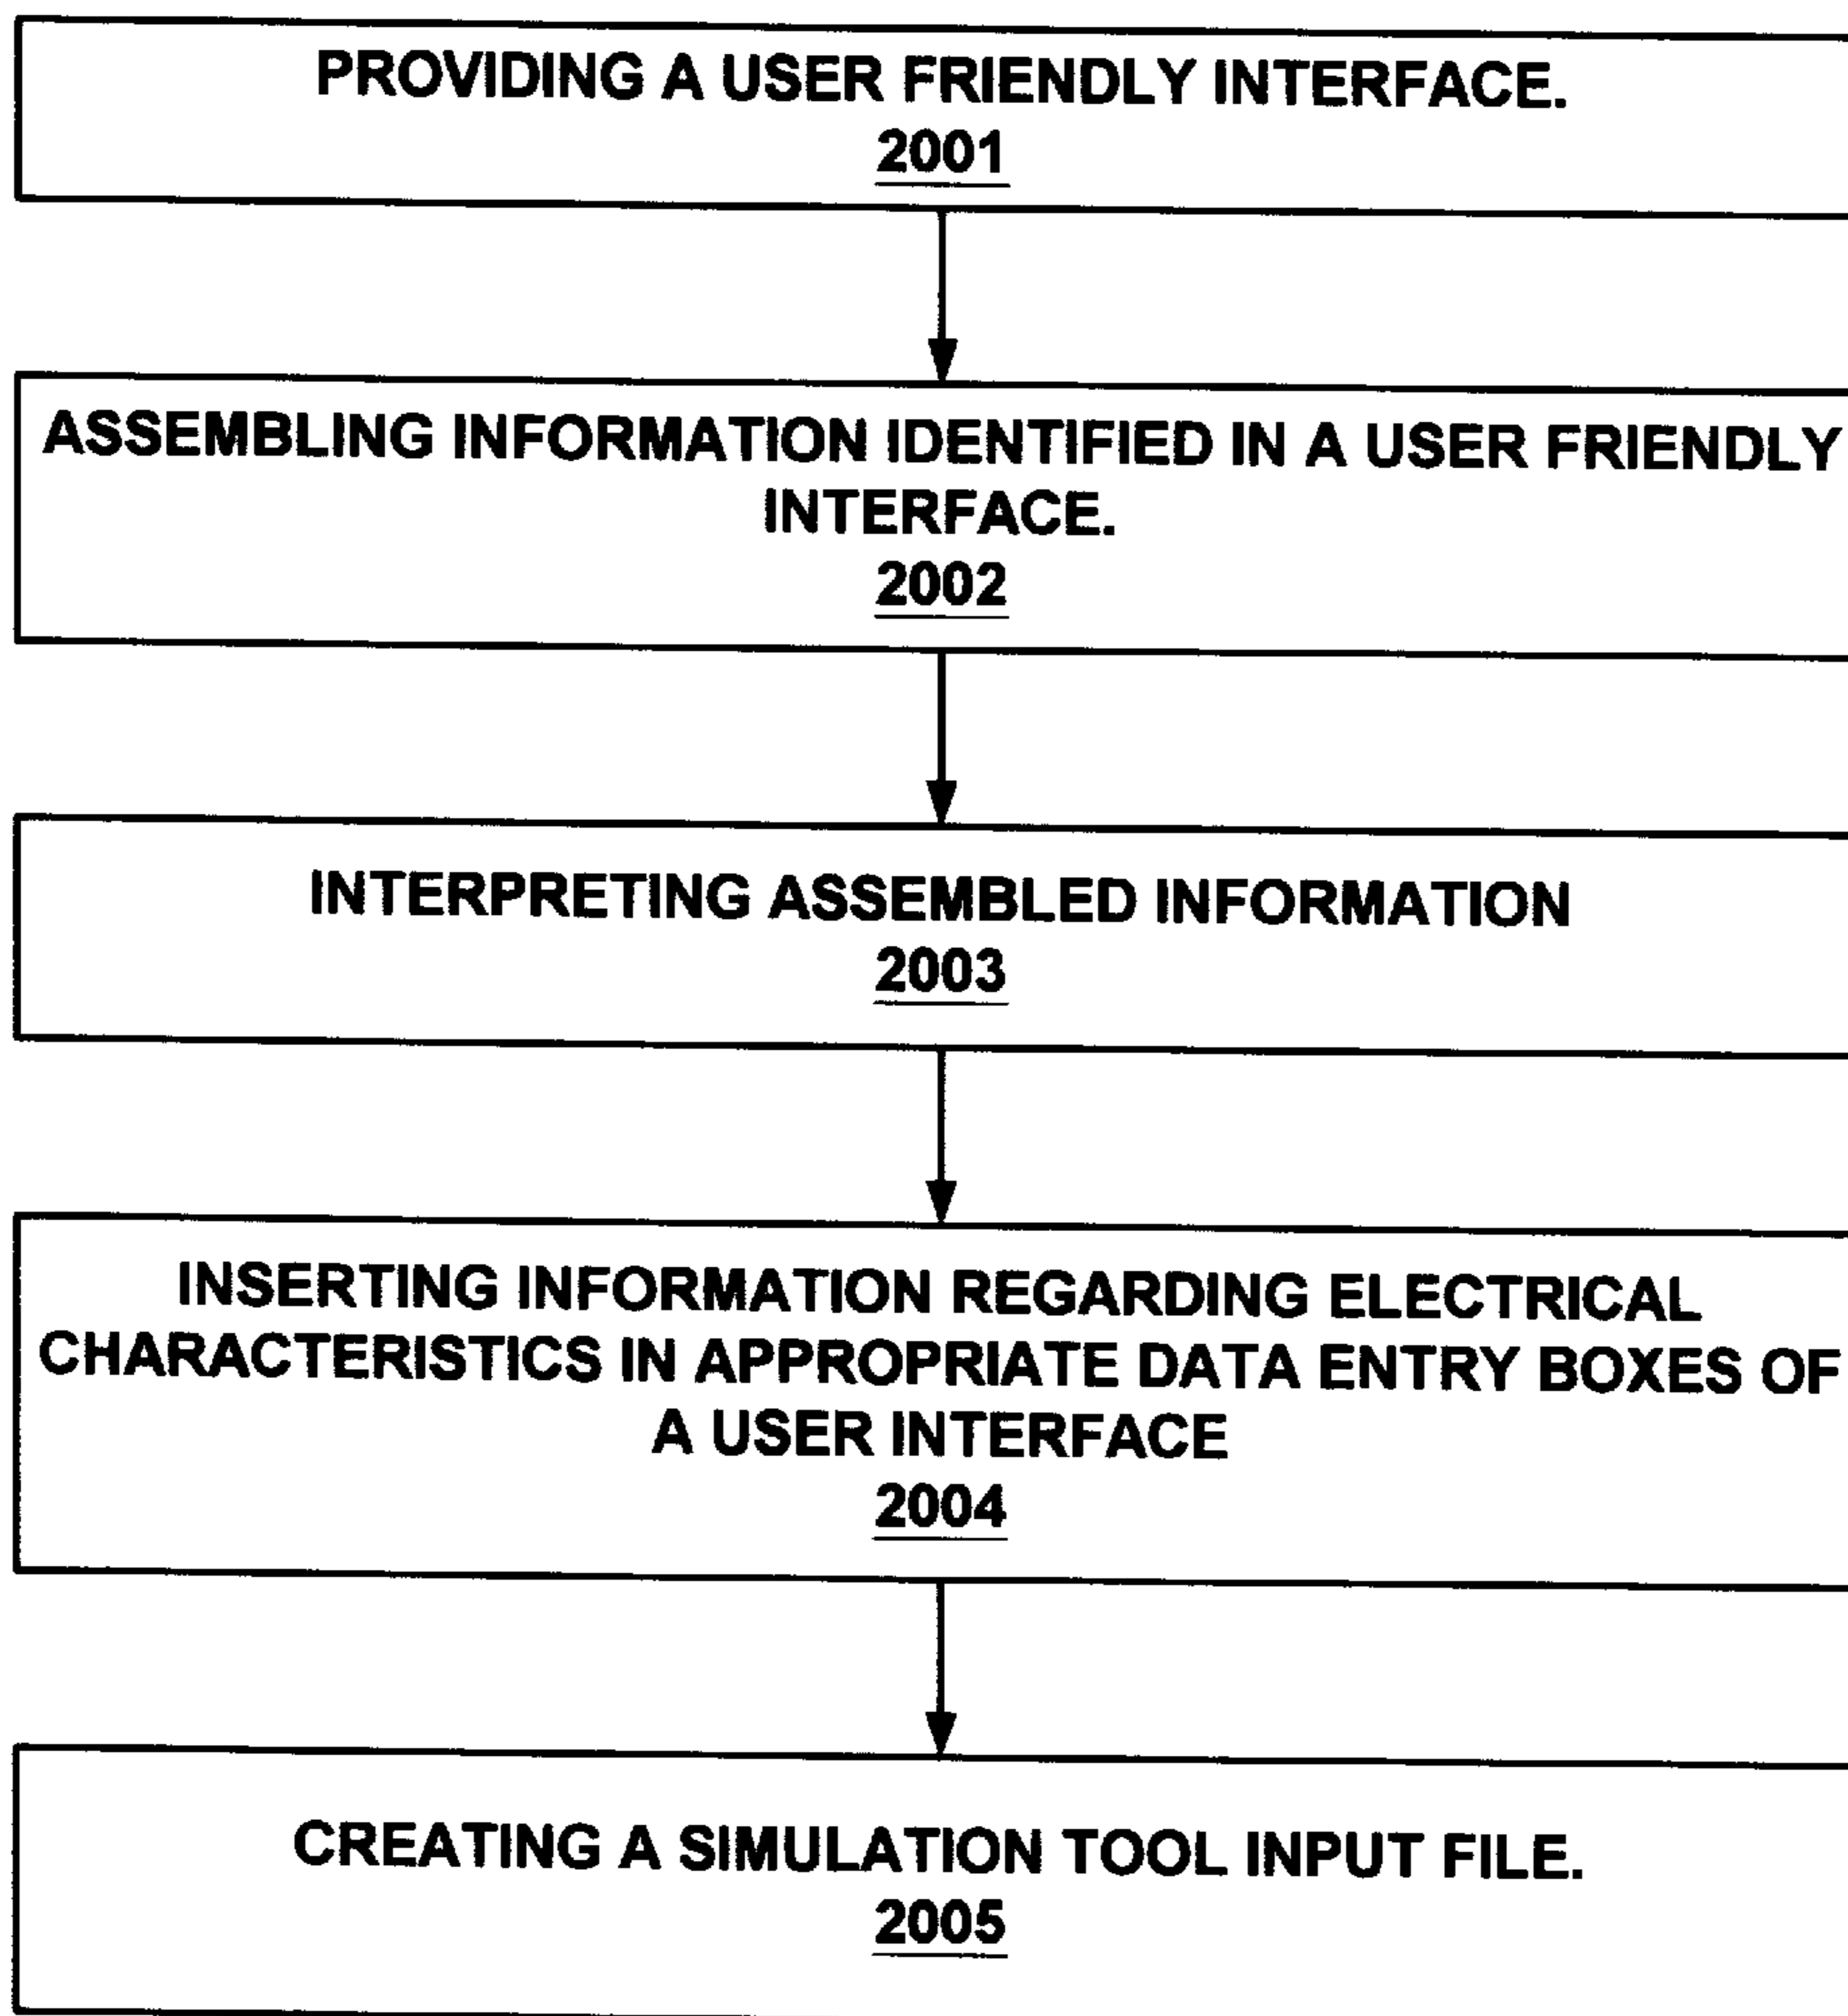 PROVIDING A USER FRIENDLY INTERFACE.
2001
ASSEMBLING INFORMATION IDENTIFIED IN A USER FRIENDLY
INTERFACE.
2002
INTERPRETING ASSEMBLED INFORMATION
2003
INSERTING INFORMATION REGARDING ELECTRICAL
CHARACTERISTICS IN APPROPRIATE DATA ENTRY BOXES OF
A USER INTERFACE
2004
CREATING A SIMULATION TOOL INPUT FILE.
2005